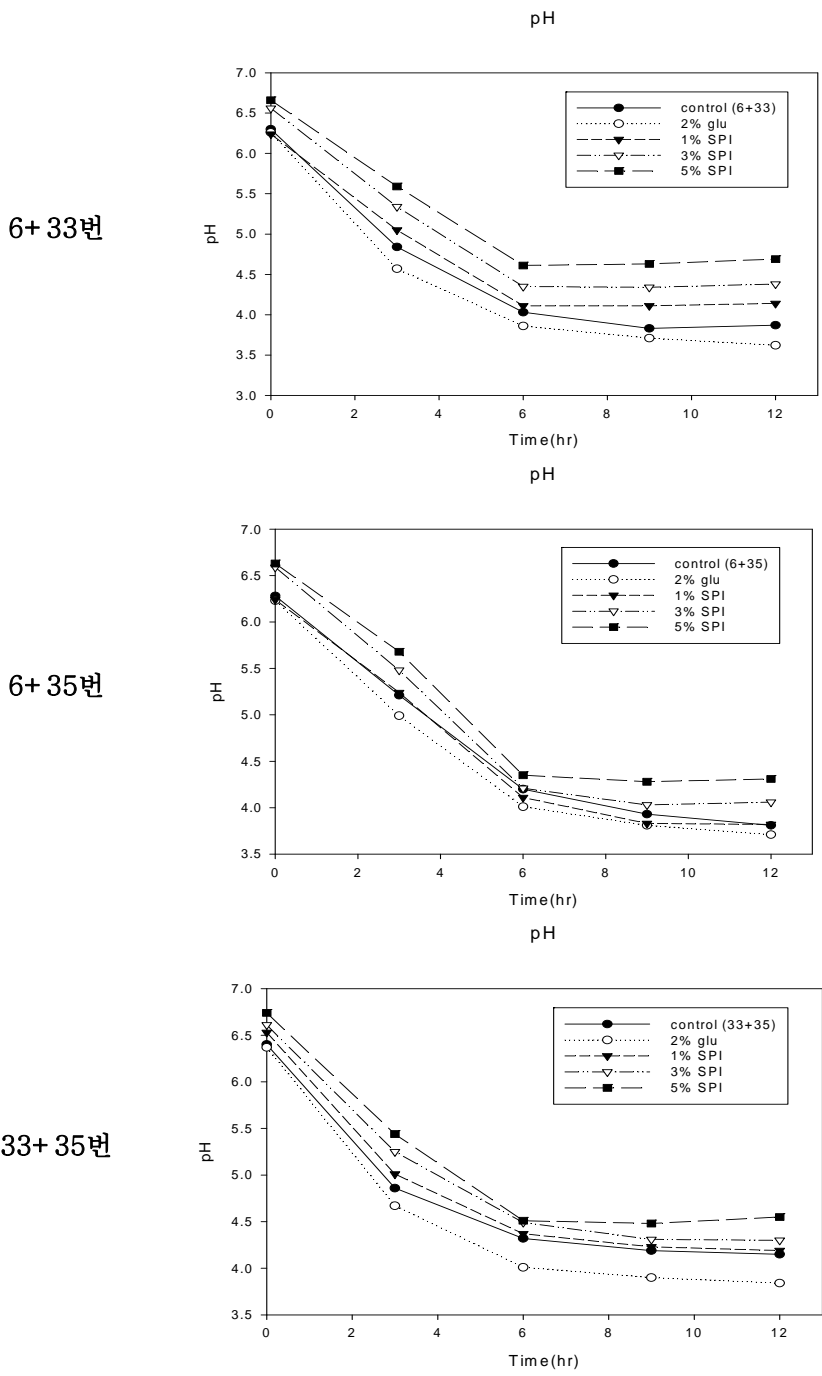 pH
7.0
6.5
6.0
5.5
5.0
4.5
4.0
3.5
3.0
pH
6+33번
control (6+33)
2% glu
1% SPI
3% SPI
5% SPI
0 2 4 6 8 10 12
Time(hr)
pH
7.0
6.5
6.0
5.5
5.0
4.5
4.0
3.5
pH
6+35번
control (6+35)
2% glu
1% SPI
3% SPI
5% SPI
0 2 4 6 8 10 12
Time(hr)
pH
7.0
6.5
6.0
5.5
5.0
4.5
4.0
3.5
pH
33+35번
control (33+35)
2% glu
1% SPI
3% SPI
5% SPI
0 2 4 6 8 10 12
Time(hr)